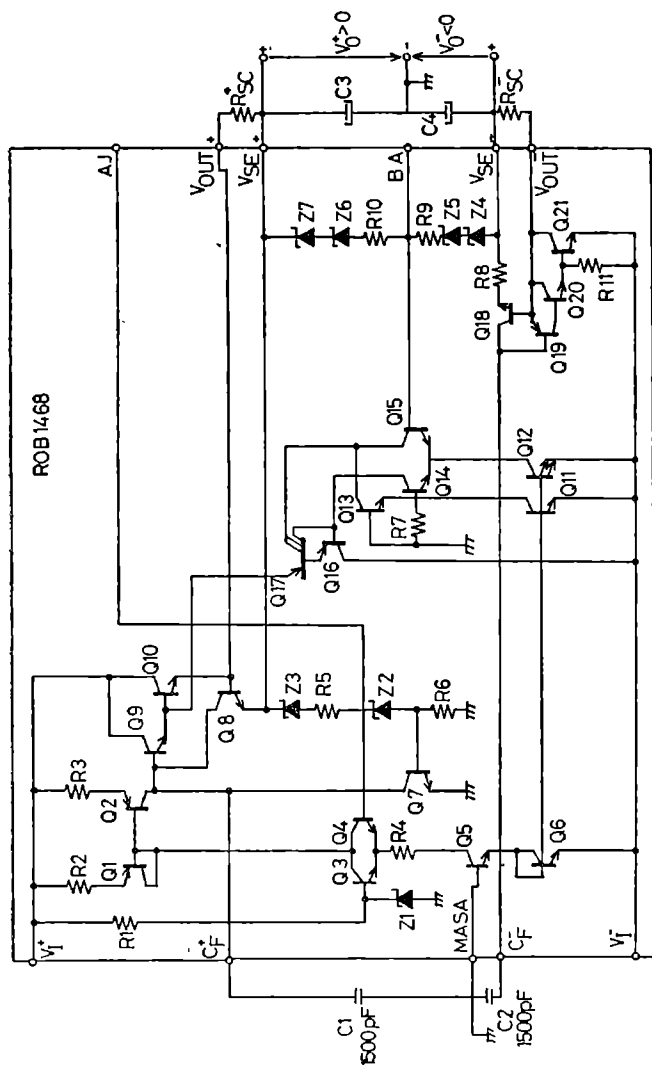 ROB1468
AJ
V_OUT^+
V_SE^+
BA
V_SE^-
V_OUT^-
R_SC^+
C3
C4
R_SC^-
V_O^+>0
V_O^-<0
+
-
-
+
Z7
Z6
R10
R9
Z5
Z4
R8
Q18
Q19
Q20
Q21
R11
Q15
Q14
Q13
R7
Q16
Q17
Q12
Q11
Q10
Q9
Q8
Z3
R5
Z2
R6
R3
Q2
Q7
R2
Q1
Q4
Q3
R4
Q5
Q6
R1
Z1
V_I^+
C_F^+
MASA
C_F^-
V_I^-
C1
1500pF
C2
1500pF